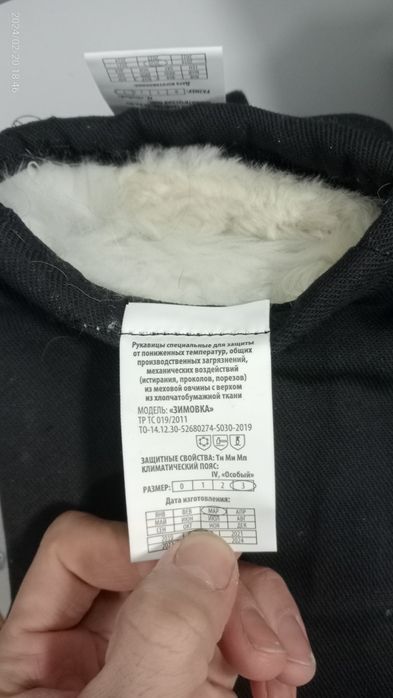 2024/02/20 18:46
Дата изготовления:
РАЗМЕР:
Рукавицы специальные для защиты
от пониженных температур, общих
производственных загрязнений,
механических воздействий
(истирания, проколов, порезов)
из меховой овчины с верхом
из хлопчатобумажной ткани
МОДЕЛЬ: «ЗИМОВКА»
ТР ТС 019/2011
ТО-14.12.30-52680274-S030-2019
ЗАЩИТНЫЕ СВОЙСТВА: Тн Ми Мп
КЛИМАТИЧЕСКИЙ ПОЯС:
IV, «Особый»
РАЗМЕР: 0 1 2 3
Дата изготовления:
ЯНВ ФЕВ МАР АПР
МАЙ ИЮН ИЮЛ АВГ
СЕН ОКТ НОЯ ДЕК
2021
2024